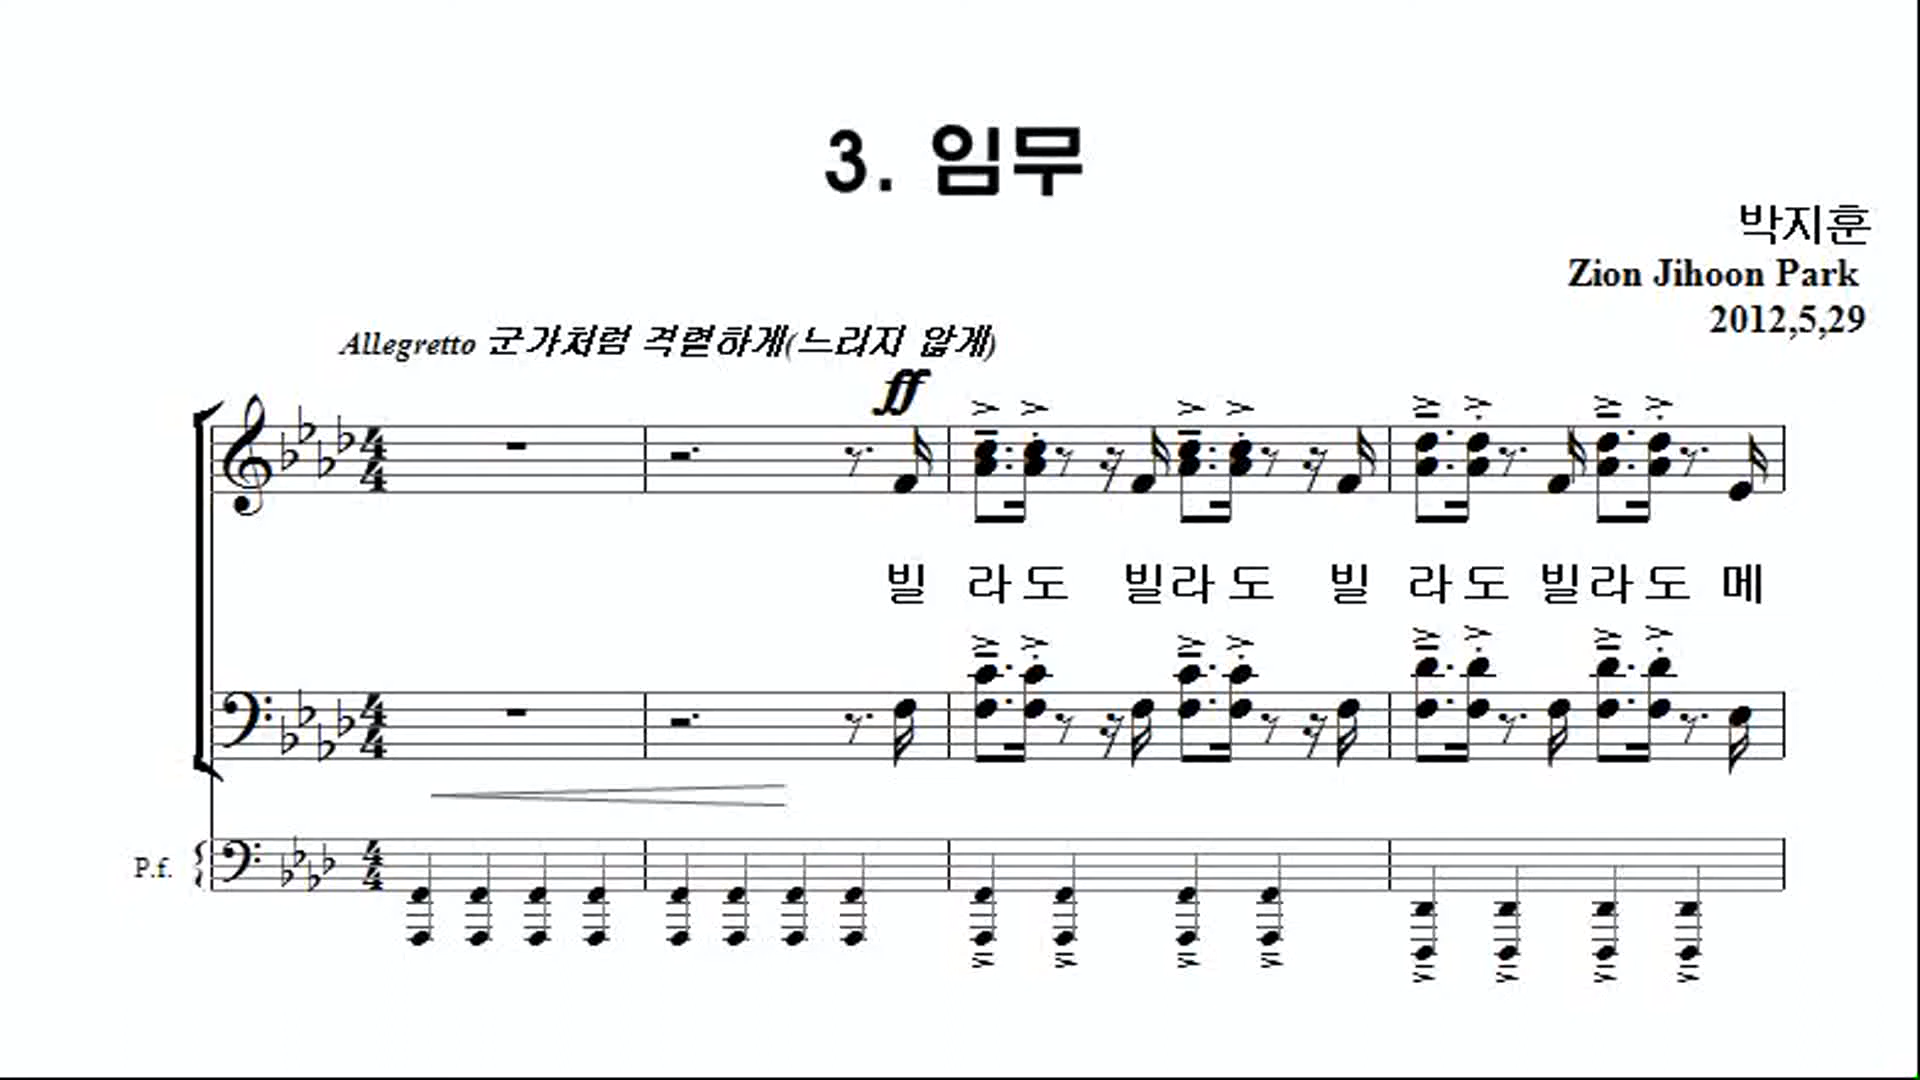 3. 임무
박지훈
Zion Jihoon Park
2012,5,29
Allegretto 군가처럼 격렬하게(느리지 않게)
ff
빌 라 도 빌 라 도 빌 라 도 빌 라 도 메
P.f.